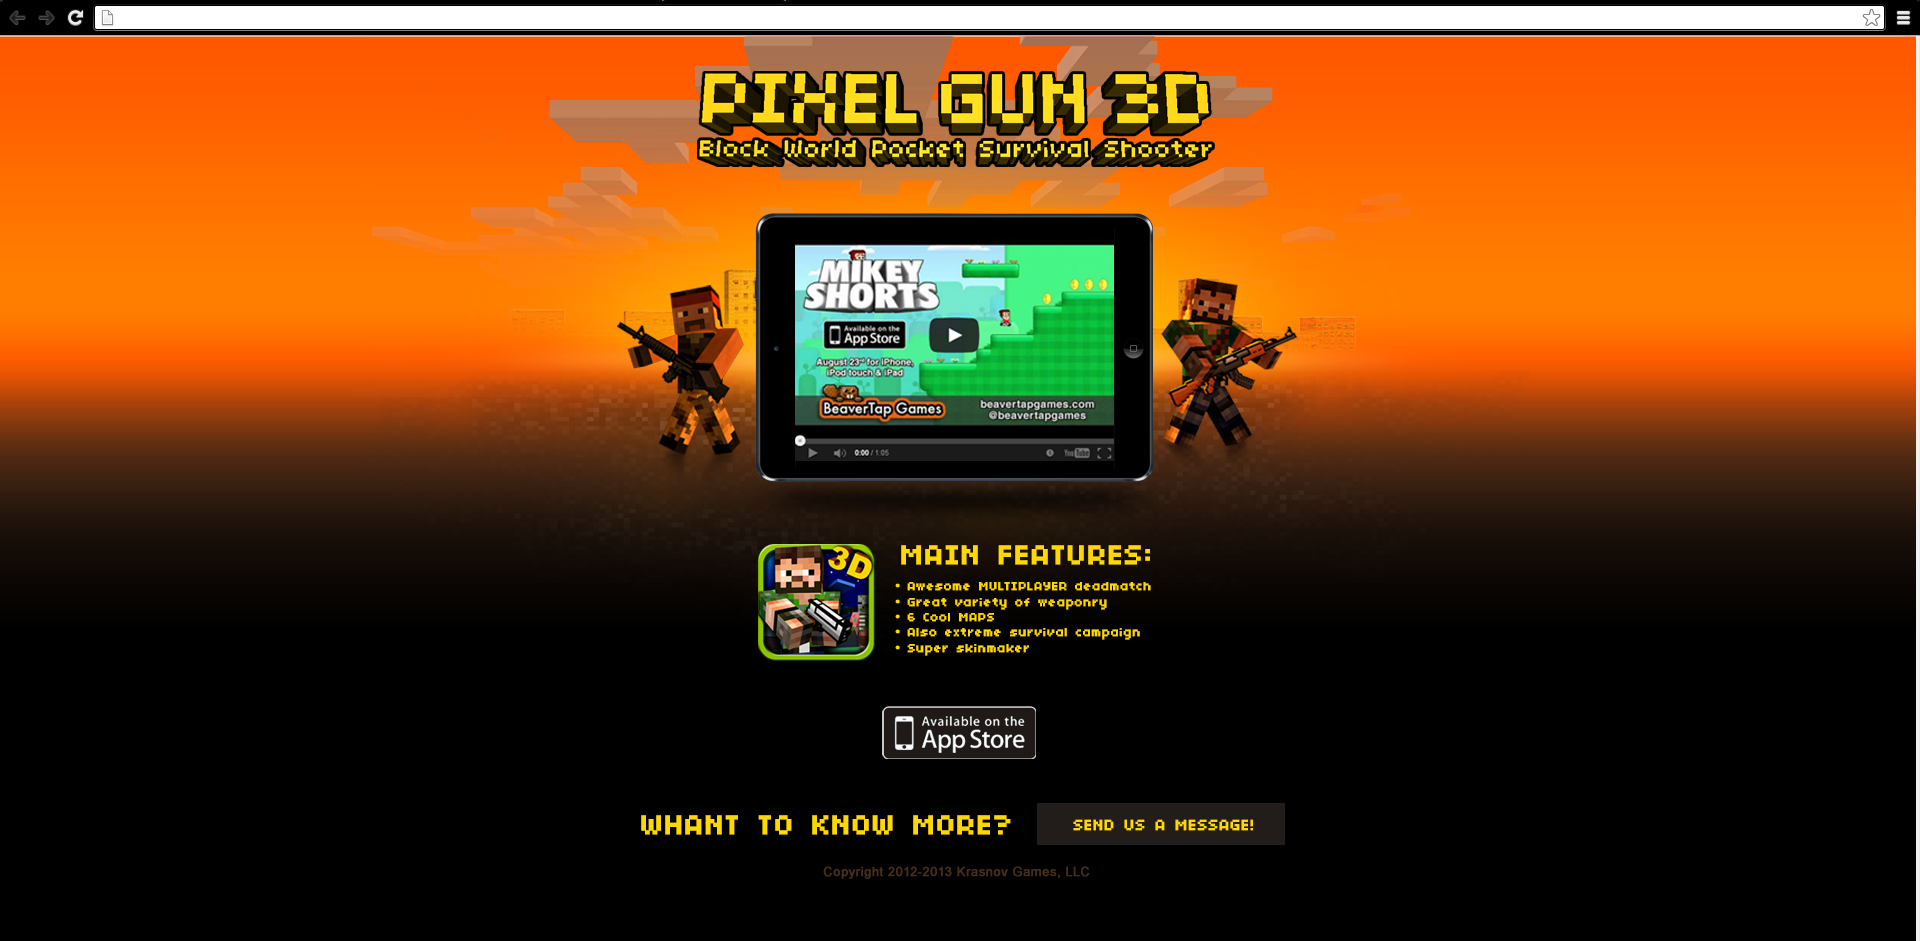 PIXEL GUN 3D
Block World Pocket Survival Shooter
MIKEY
SHORTS
Available on the
App Store
August 23rd for iPhone,
iPod touch & iPad
BeaverTap Games
beavertapgames.com
@beavertapgames
0:00 / 1:05
YouTube
3D
MAIN FEATURES:
• Awesome MULTIPLAYER deadmatch
• Great variety of weaponry
• 6 Cool MAPS
• Also extreme survival campaign
• Super skinmaker
Available on the
App Store
WHANT TO KNOW MORE?
SEND US A MESSAGE!
Copyright 2012-2013 Krasnov Games, LLC